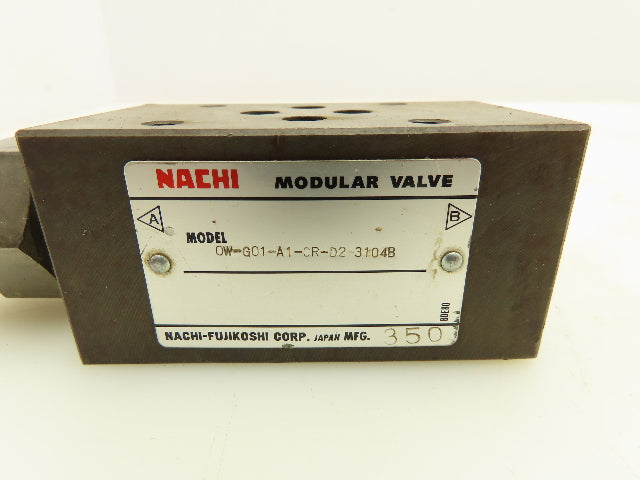 NACHI MODULAR VALVE
A B
MODEL
OW-G01-A1-CR-D2-3104B
NACHI-FUJIKOSHI CORP. JAPAN MFG. 350